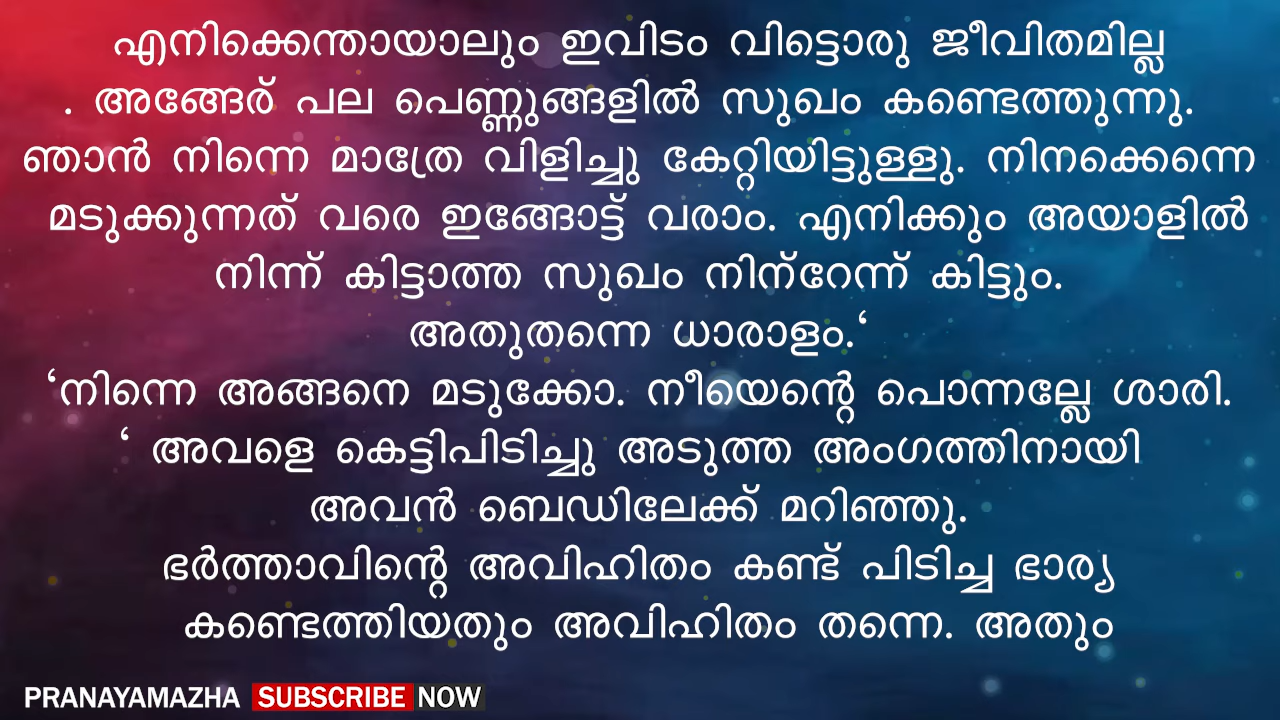 എനിക്കെന്തായാലും ഇവിടം വിട്ടൊരു ജീവിതമില്ല
. അങ്ങേര് പല പെണ്ണുങ്ങളിൽ സുഖം കണ്ടെത്തുന്നു.
ഞാൻ നിന്നെ മാത്രേ വിളിച്ചു കേറ്റിയിട്ടുള്ളു. നിനക്കെന്നെ
മടുക്കുന്നത് വരെ ഇങ്ങോട്ട് വരാം. എനിക്കും അയാളിൽ
നിന്ന് കിട്ടാത്ത സുഖം നിന്റേന്ന് കിട്ടും.
അതുതന്നെ ധാരാളം.‘
‘നിന്നെ അങ്ങനെ മടുക്കോ. നീയെന്റെ പൊന്നല്ലേ ശാരി.
‘ അവളെ കെട്ടിപിടിച്ചു അടുത്ത അംഗത്തിനായി
അവൻ ബെഡിലേക്ക് മറിഞ്ഞു.
ഭർത്താവിന്റെ അവിഹിതം കണ്ട് പിടിച്ച ഭാര്യ
കണ്ടെത്തിയതും അവിഹിതം തന്നെ. അതും
PRANAYAMAZHA SUBSCRIBE NOW